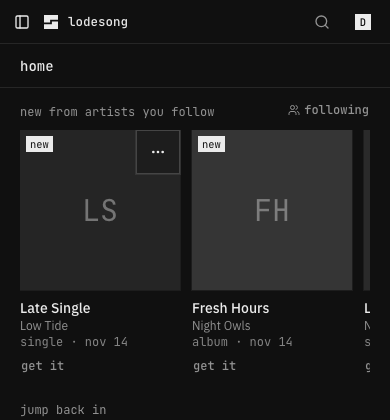 lodesong
D
home
new from artists you follow
following
new
...
new
LS
FH
Late Single
Fresh Hours
L
Low Tide
Night Owls
R
single · nov 14
album · nov 14
s
get it
get it
g
jump back in